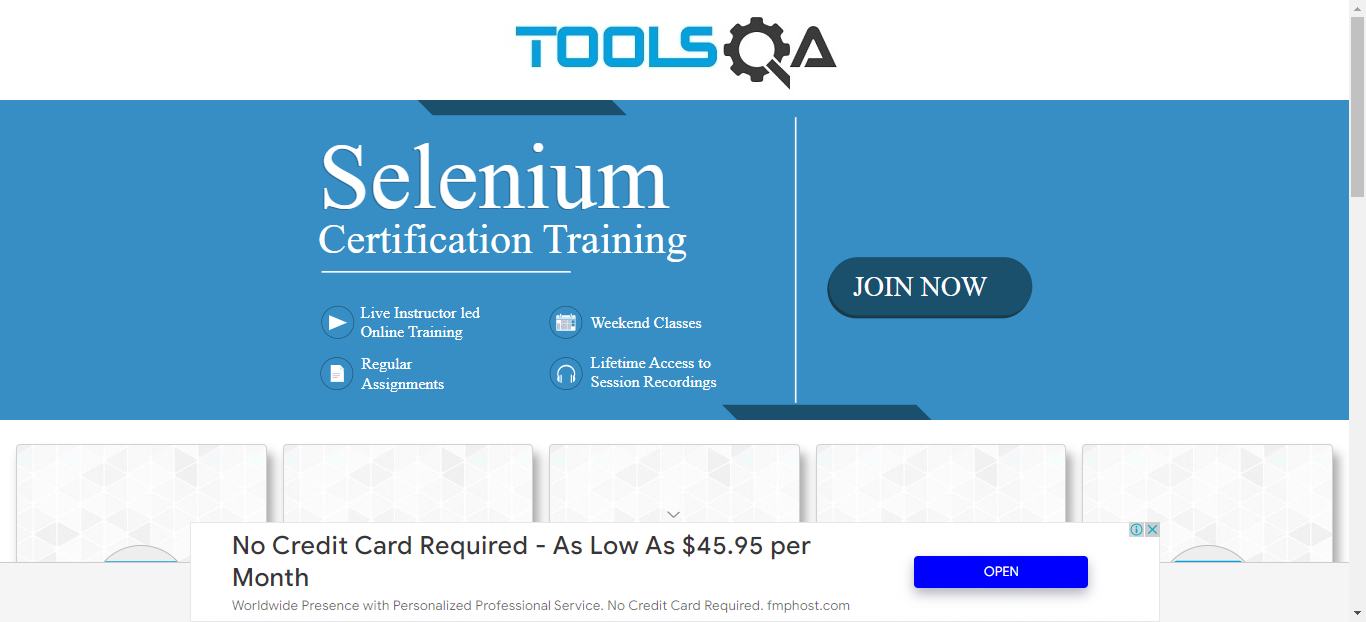 TOOLSQA
Selenium
Certification Training
JOIN NOW
Live Instructor led
Online Training
Weekend Classes
Regular
Assignments
Lifetime Access to
Session Recordings
No Credit Card Required - As Low As $45.95 per
Month
OPEN
Worldwide Presence with Personalized Professional Service. No Credit Card Required. fmphost.com